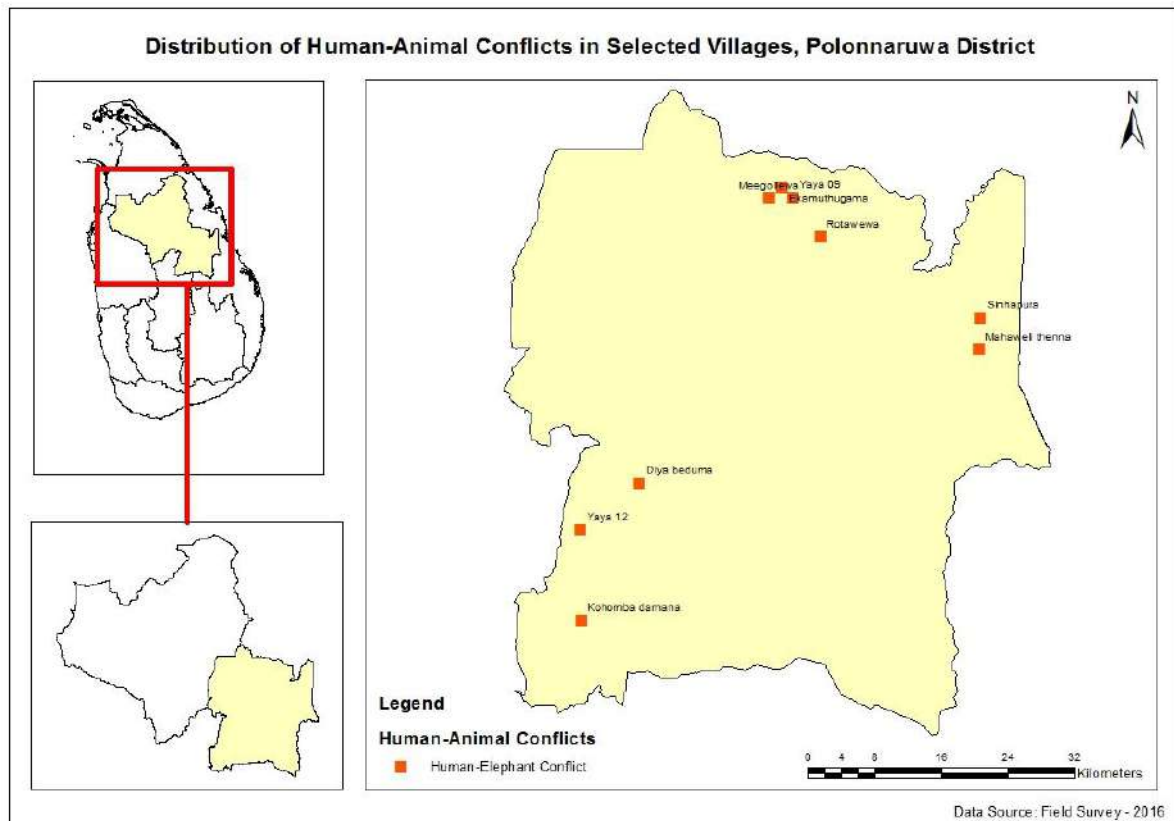 Distribution of Human-Animal Conflicts in Selected Villages, Polonnaruwa District
N
Meegollewa
Yaya 09
Ekamuthugama
Rotawewa
Sinhapura
Mahaweli thenna
Diya beduma
Yaya 12
Kohomba damana
Legend
Human-Animal Conflicts
Human-Elephant Conflict
0 4 8 16 24 32
Kilometers
Data Source: Field Survey - 2016